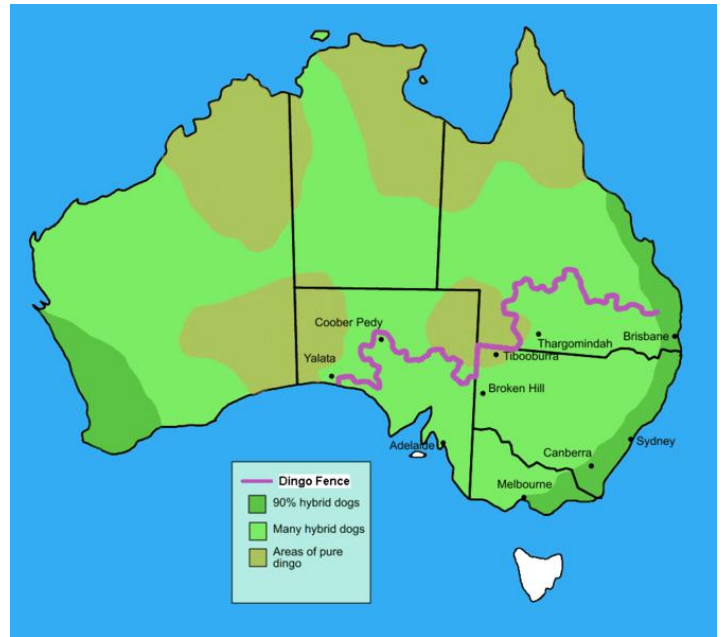 Coober Pedy
Yalata
Thargomindah
Brisbane
Tibooburra
Broken Hill
Adelaide
Sydney
Canberra
Melbourne
Dingo Fence
90% hybrid dogs
Many hybrid dogs
Areas of pure
dingo